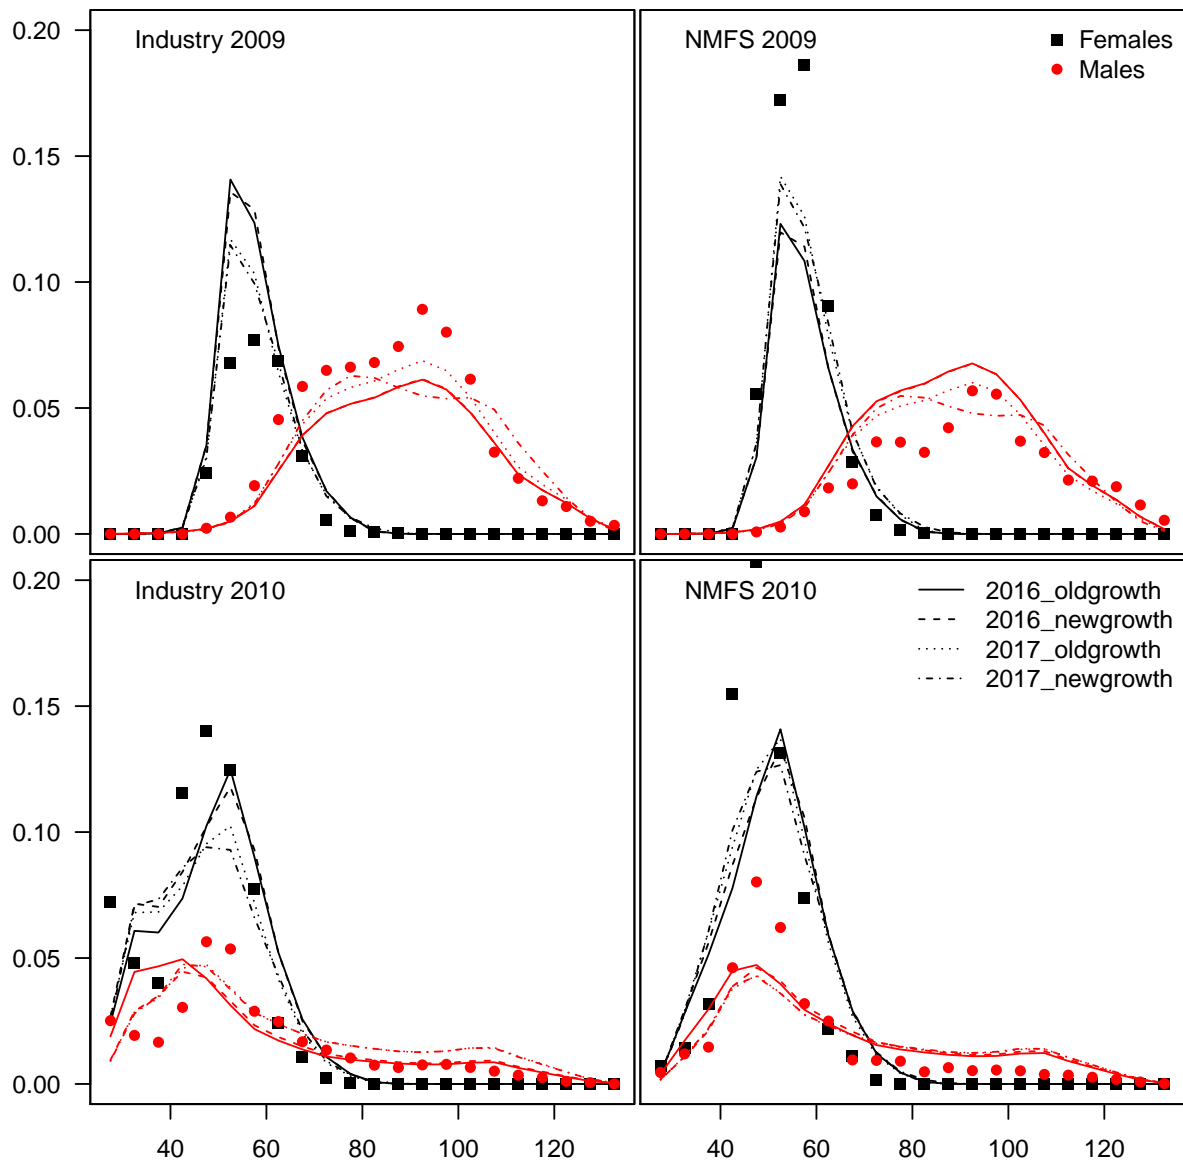 Industry 2009
NMFS 2009
Females
Males
0.20
0.15
0.10
0.05
0.00
Industry 2010
NMFS 2010
2016_oldgrowth
2016_newgrowth
2017_oldgrowth
2017_newgrowth
0.20
0.15
0.10
0.05
0.00
40 60 80 100 120
40 60 80 100 120